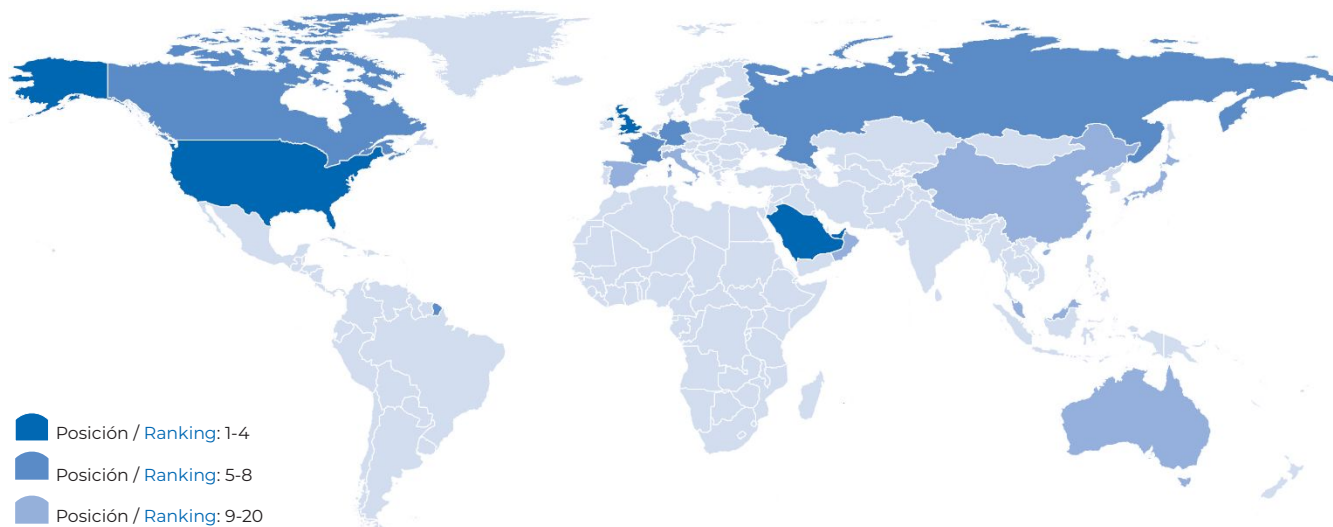 Posición / Ranking: 1-4
Posición / Ranking: 5-8
Posición / Ranking: 9-20